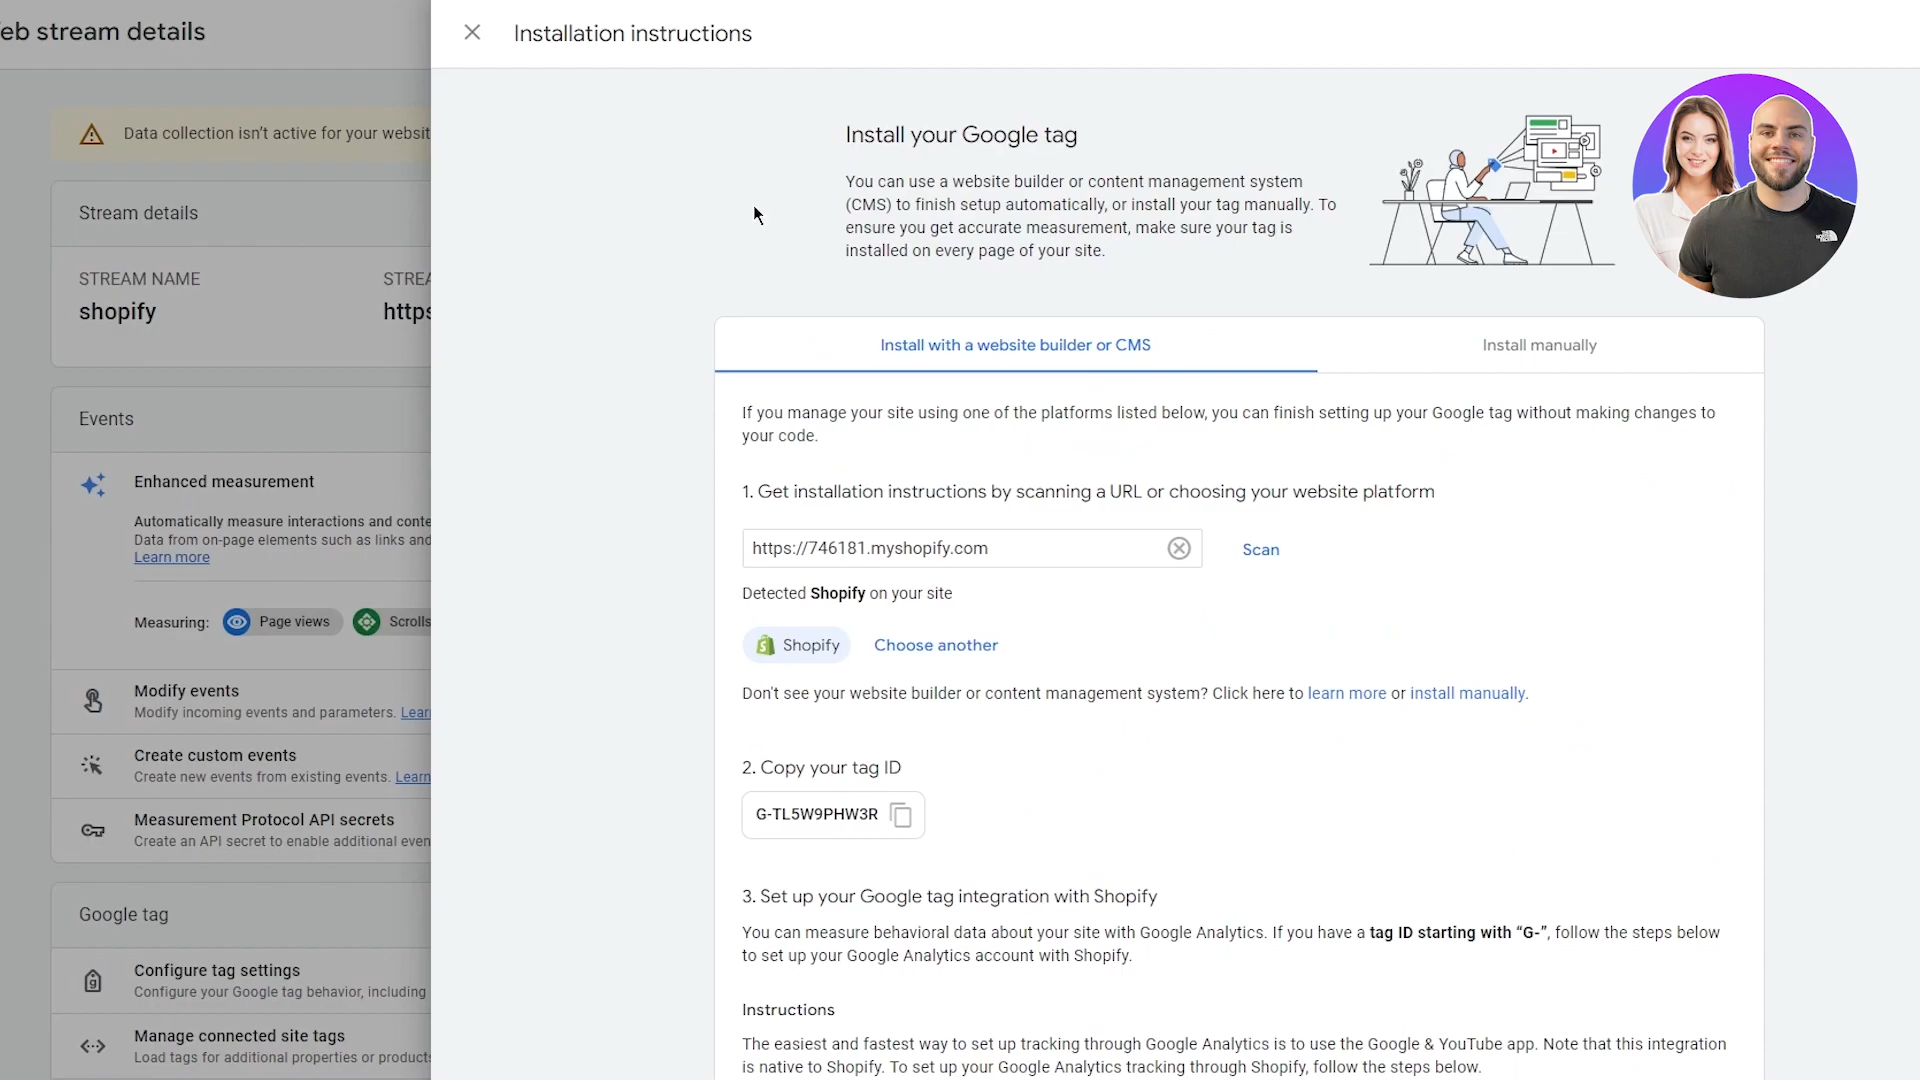 eb stream details
Data collection isn't active for your websit
Stream details
STREAM NAME
STREA
shopify
https
Events
Enhanced measurement
Automatically measure interactions and conte
Data from on-page elements such as links and
Learn more
Measuring:
Page views
Scrolls
Modify events
Modify incoming events and parameters. Learn
Create custom events
Create new events from existing events. Learn
Measurement Protocol API secrets
Create an API secret to enable additional even
Google tag
Configure tag settings
Configure your Google tag behavior, including
Manage connected site tags
Load tags for additional properties or products
Installation instructions
Install your Google tag
You can use a website builder or content management system
(CMS) to finish setup automatically, or install your tag manually. To
ensure you get accurate measurement, make sure your tag is
installed on every page of your site.
Install with a website builder or CMS
Install manually
If you manage your site using one of the platforms listed below, you can finish setting up your Google tag without making changes to
your code.
1. Get installation instructions by scanning a URL or choosing your website platform
https://746181.myshopify.com
Scan
Detected Shopify on your site
Shopify
Choose another
Don't see your website builder or content management system? Click here to learn more or install manually.
2. Copy your tag ID
G-TL5W9PHW3R
3. Set up your Google tag integration with Shopify
You can measure behavioral data about your site with Google Analytics. If you have a tag ID starting with “G-”, follow the steps below
to set up your Google Analytics account with Shopify.
Instructions
The easiest and fastest way to set up tracking through Google Analytics is to use the Google & YouTube app. Note that this integration
is native to Shopify. To set up your Google Analytics tracking through Shopify, follow the steps below.